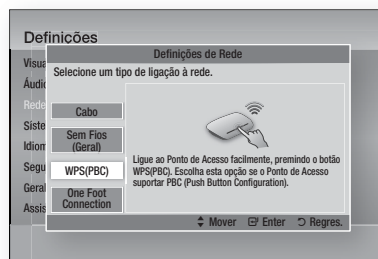 Definições
Definições de Rede
Visua
Selecione um tipo de ligação à rede.
Áudio
Rede
Cabo
Siste
Sem Fios
(Geral)
Idiom
Segu
WPS(PBC)
Ligue ao Ponto de Acesso facilmente, premindo o botão
WPS(PBC). Escolha esta opção se o Ponto de Acesso
suportar PBC (Push Button Configuration).
Geral
One Foot
Connection
Assis
Mover Enter Regres.